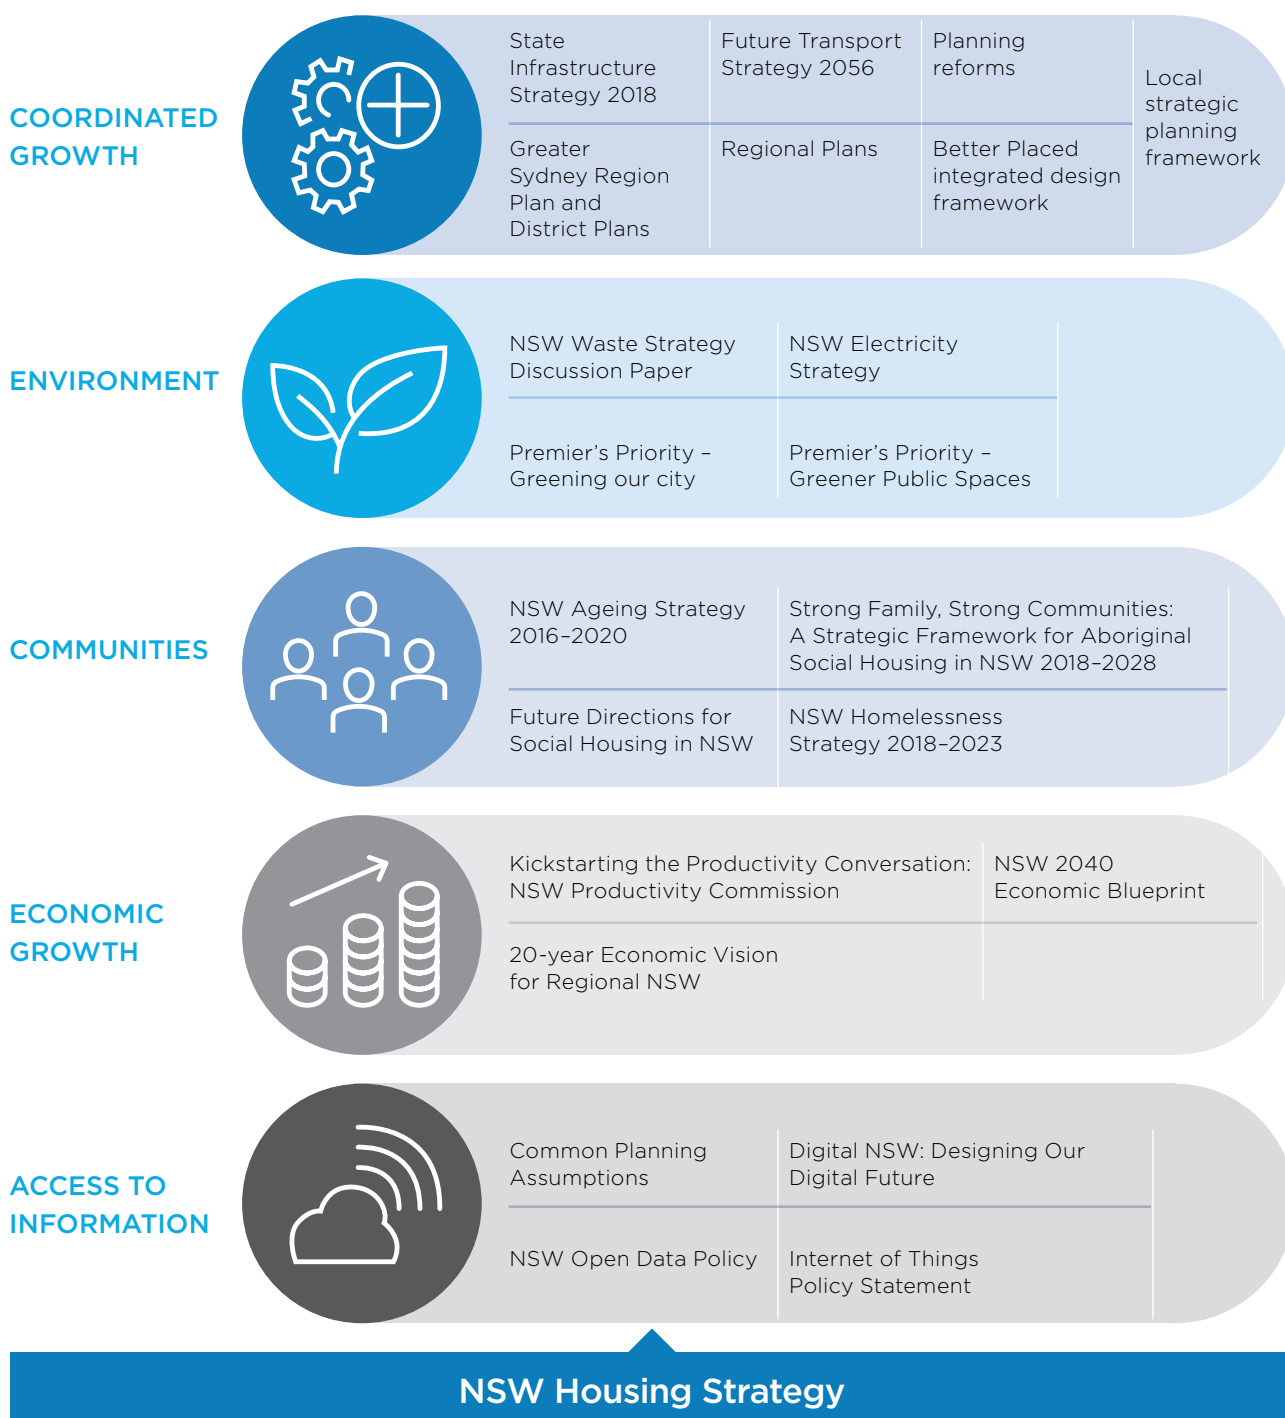 COORDINATED
GROWTH
State
Infrastructure
Strategy 2018
Future Transport
Strategy 2056
Planning
reforms
Local
strategic
planning
framework
Greater
Sydney Region
Plan and
District Plans
Regional Plans
Better Placed
integrated design
framework
ENVIRONMENT
NSW Waste Strategy
Discussion Paper
NSW Electricity
Strategy
Premier's Priority –
Greening our city
Premier's Priority –
Greener Public Spaces
COMMUNITIES
NSW Ageing Strategy
2016–2020
Strong Family, Strong Communities:
A Strategic Framework for Aboriginal
Social Housing in NSW 2018–2028
Future Directions for
Social Housing in NSW
NSW Homelessness
Strategy 2018–2023
ECONOMIC
GROWTH
Kickstarting the Productivity Conversation:
NSW Productivity Commission
NSW 2040
Economic Blueprint
20-year Economic Vision
for Regional NSW
ACCESS TO
INFORMATION
Common Planning
Assumptions
Digital NSW: Designing Our
Digital Future
NSW Open Data Policy
Internet of Things
Policy Statement
NSW Housing Strategy